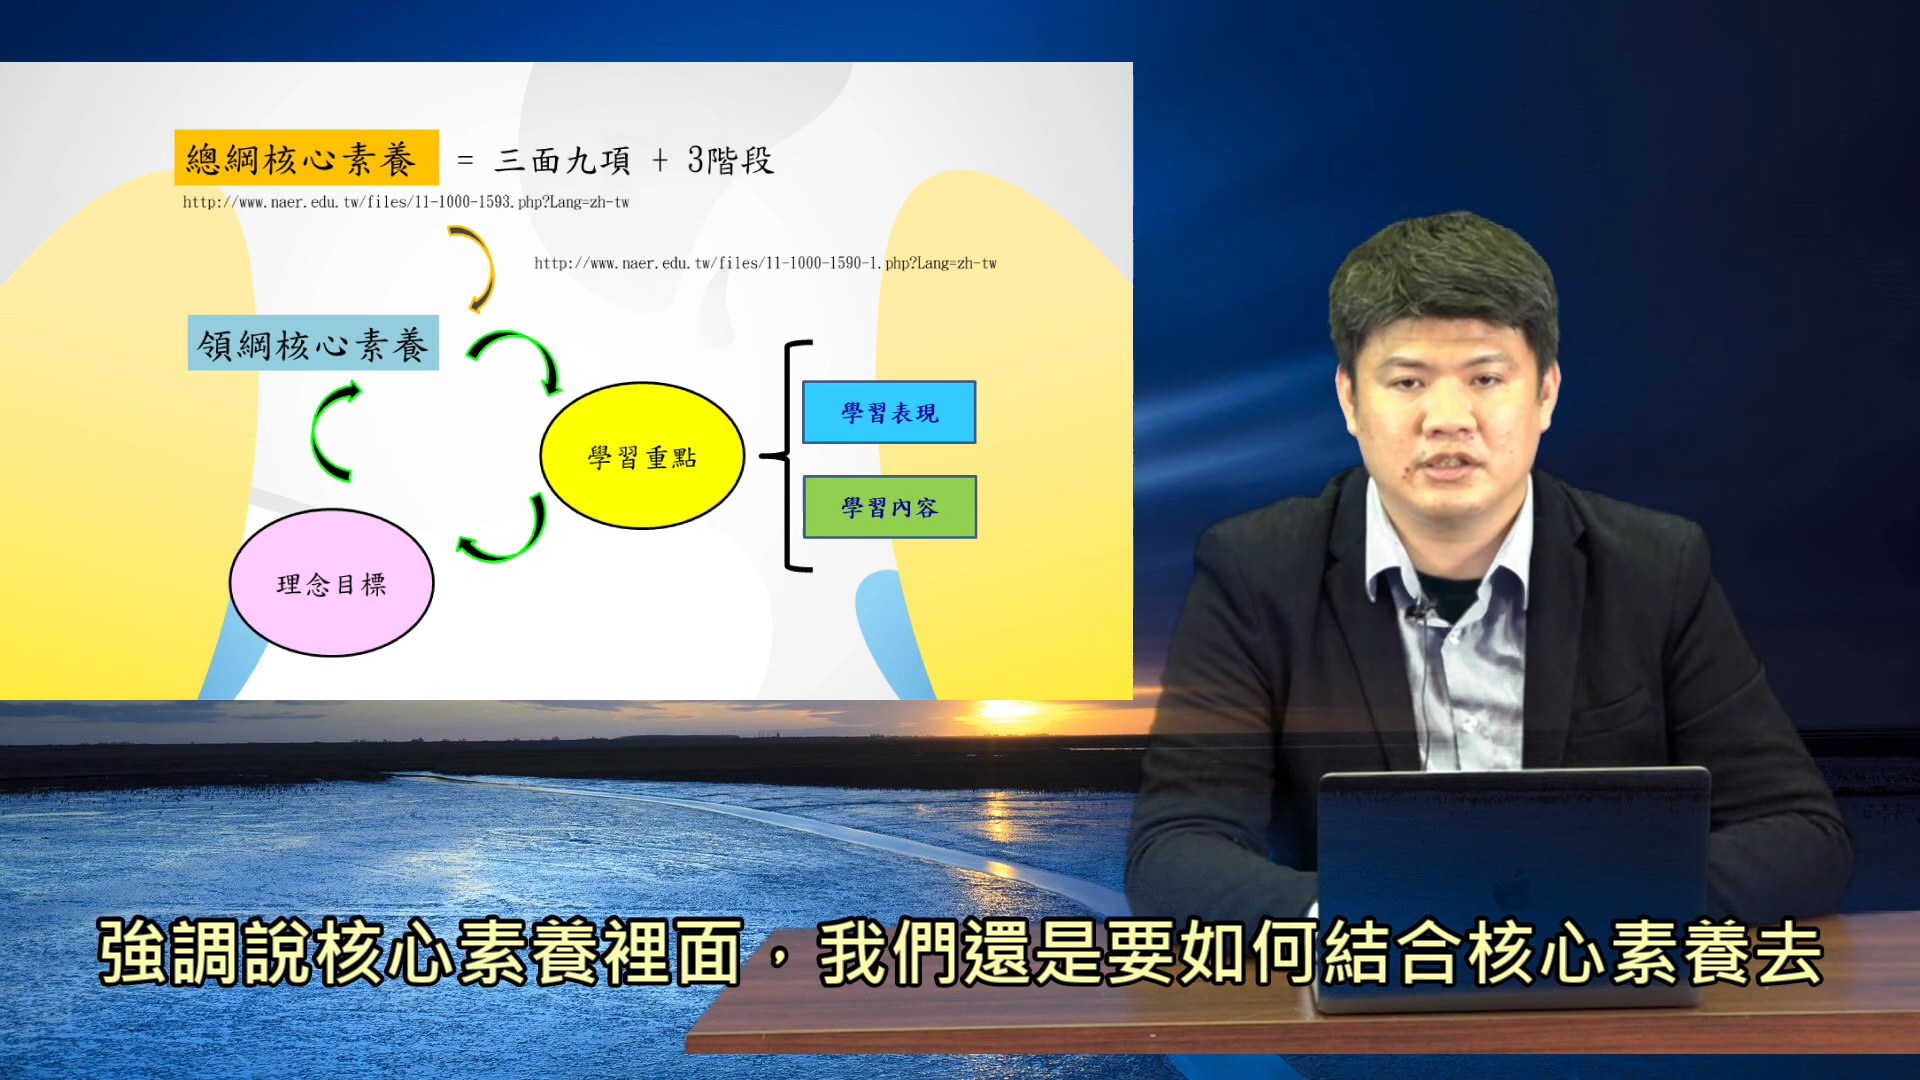 總綱核心素養 = 三面九項 + 3階段
http://www.naer.edu.tw/files/11-1000-1593.php?Lang=zh-tw
http://www.naer.edu.tw/files/11-1000-1590-1.php?Lang=zh-tw
領綱核心素養
學習表現
學習重點
學習內容
理念目標
強調說核心素養裡面，我們還是要如何結合核心素養去